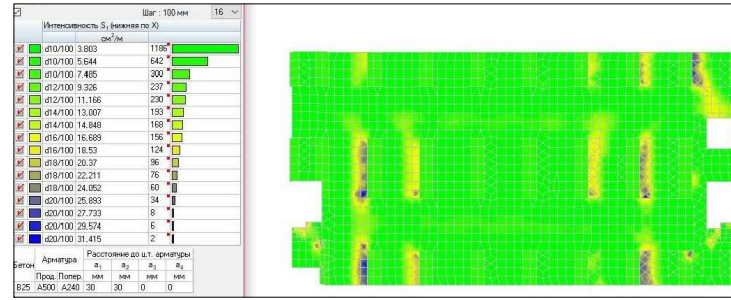 Шаг : 100 мм 16
Интенсивность S₁ (нижняя по X)
см²/м
d10/100 3.803 1186
d10/100 5.644 642
d10/100 7.485 300
d12/100 9.326 237
d12/100 11.166 230
d14/100 13.007 193
d14/100 14.848 168
d16/100 16.689 156
d16/100 18.53 124
d18/100 20.37 96
d18/100 22.211 76
d18/100 24.052 60
d20/100 25.893 34
d20/100 27.733 8
d20/100 29.574 6
d20/100 31.415 2
Бетон Арматура Расстояние до ц.т. арматуры
a₁ a₂ a₃ a₄
Прод. Попер. мм мм мм мм
B25 A500 A240 30 30 0 0